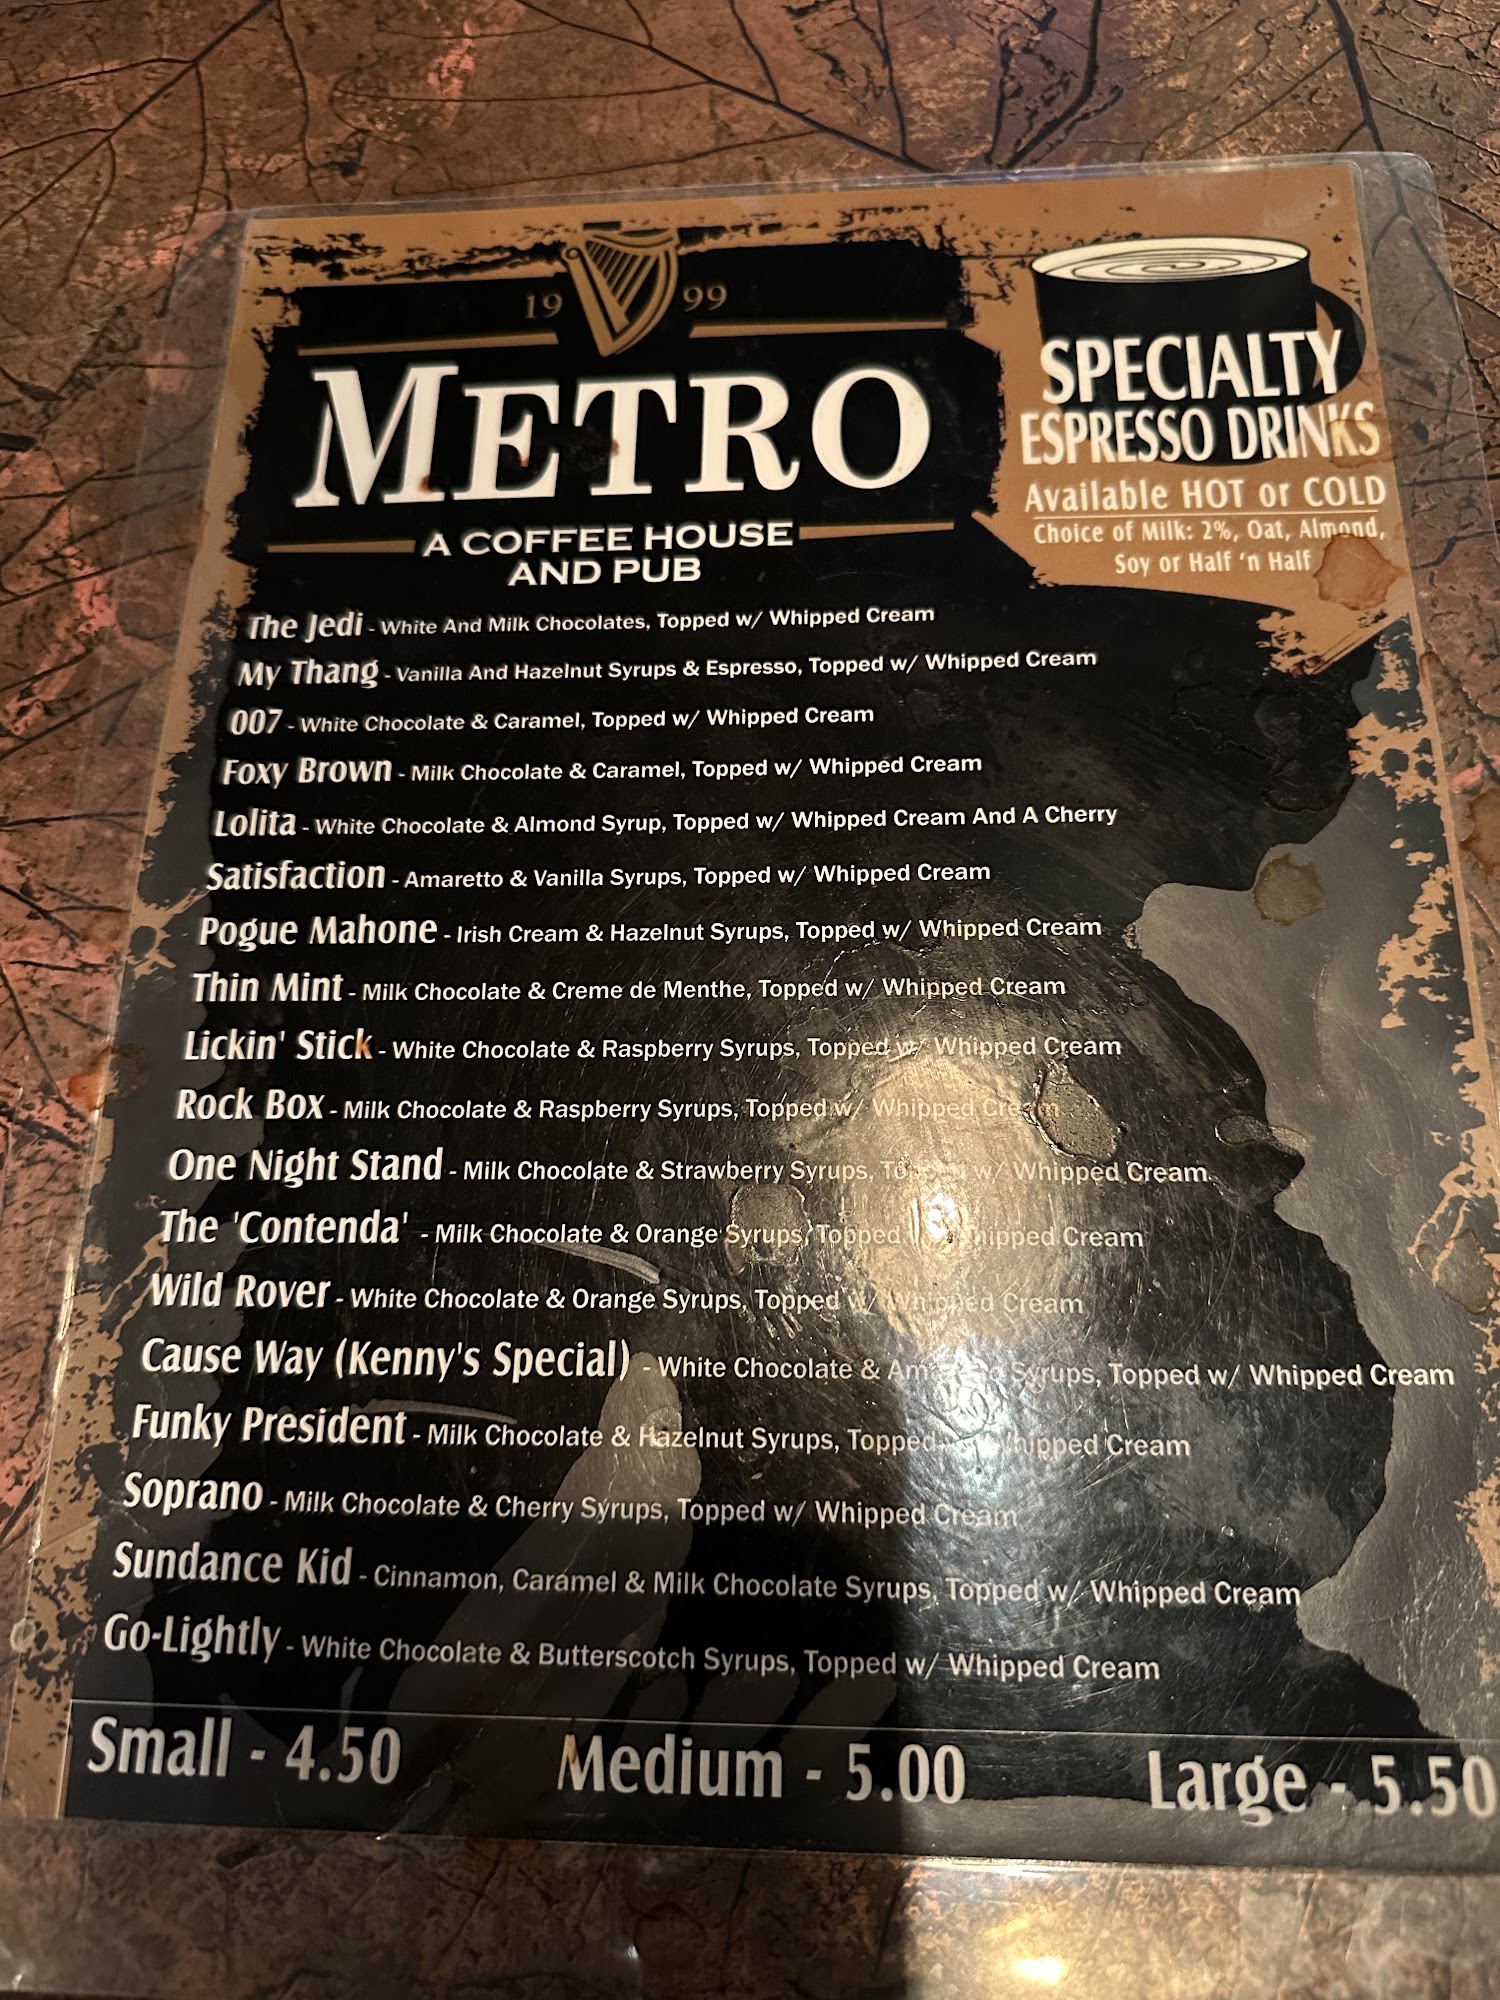 19 99
METRO
A COFFEE HOUSE
AND PUB
SPECIALTY
ESPRESSO DRINKS
Available HOT or COLD
Choice of Milk: 2%, Oat, Almond,
Soy or Half ‘n Half
The Jedi - White And Milk Chocolates, Topped w/ Whipped Cream
My Thang - Vanilla And Hazelnut Syrups & Espresso, Topped w/ Whipped Cream
007 - White Chocolate & Caramel, Topped w/ Whipped Cream
Foxy Brown - Milk Chocolate & Caramel, Topped w/ Whipped Cream
Lolita - White Chocolate & Almond Syrup, Topped w/ Whipped Cream And A Cherry
Satisfaction - Amaretto & Vanilla Syrups, Topped w/ Whipped Cream
Pogue Mahone - Irish Cream & Hazelnut Syrups, Topped w/ Whipped Cream
Thin Mint - Milk Chocolate & Creme de Menthe, Topped w/ Whipped Cream
Lickin' Stick - White Chocolate & Raspberry Syrups, Topped w/ Whipped Cream
Rock Box - Milk Chocolate & Raspberry Syrups, Topped w/ Whipped Cream
One Night Stand - Milk Chocolate & Strawberry Syrups, Topped w/ Whipped Cream
The 'Contenda' - Milk Chocolate & Orange Syrups, Topped w/ Whipped Cream
Wild Rover - White Chocolate & Orange Syrups, Topped w/ Whipped Cream
Cause Way (Kenny's Special) - White Chocolate & Syrups, Topped w/ Whipped Cream
Funky President - Milk Chocolate & Hazelnut Syrups, Topped w/ Whipped Cream
Soprano - Milk Chocolate & Cherry Syrups, Topped w/ Whipped Cream
Sundance Kid - Cinnamon, Caramel & Milk Chocolate Syrups, Topped w/ Whipped Cream
Go-Lightly - White Chocolate & Butterscotch Syrups, Topped w/ Whipped Cream
Small - 4.50 Medium - 5.00 Large - 5.50